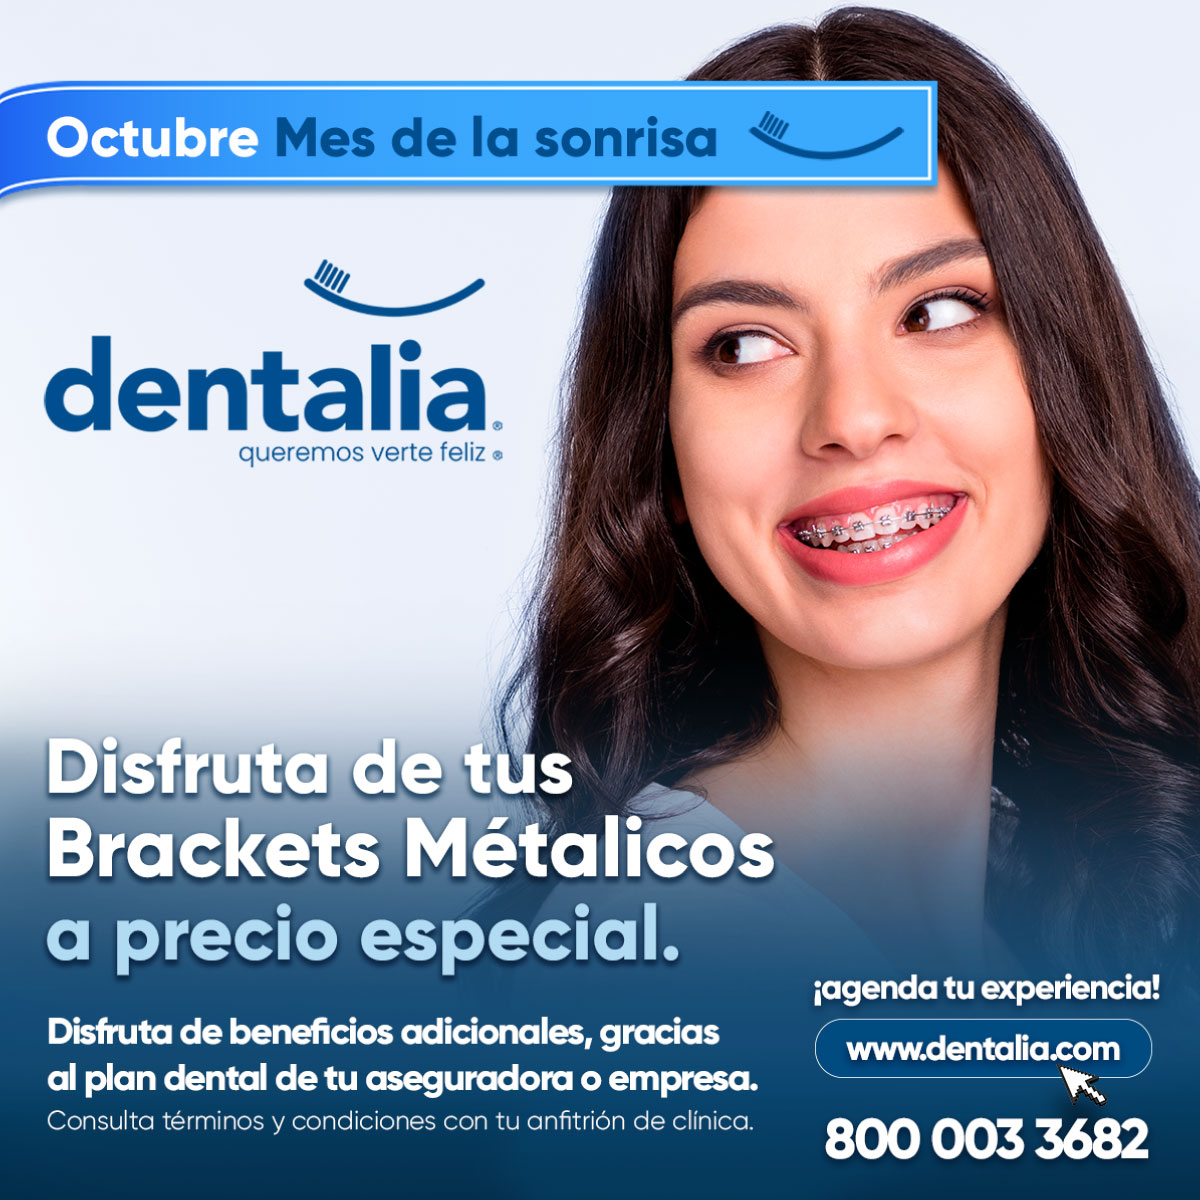 Octubre Mes de la sonrisa
dentalia®
queremos verte feliz ®
Disfruta de tus
Brackets Métalicos
a precio especial.
Disfruta de beneficios adicionales, gracias
al plan dental de tu aseguradora o empresa.
Consulta términos y condiciones con tu anfitrión de clínica.
¡agenda tu experiencia!
www.dentalia.com
800 003 3682